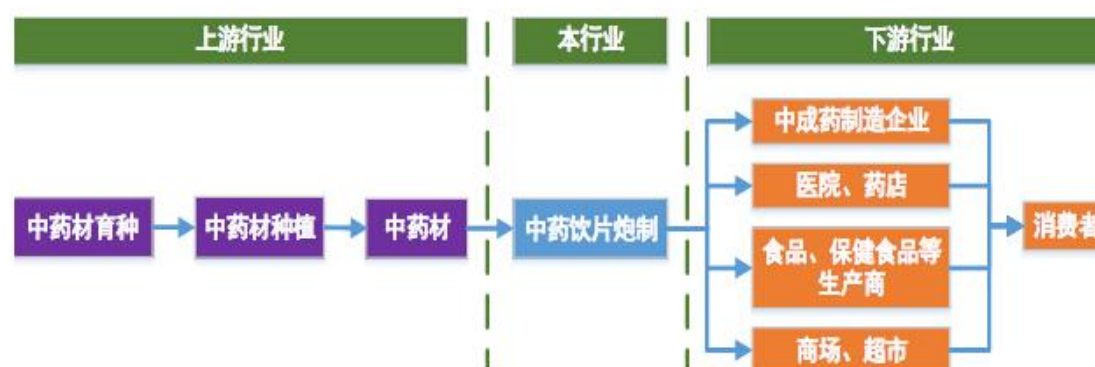 上游行业
本行业
下游行业
中药材育种
中药材种植
中药材
中药饮片炮制
中成药制造企业
医院、药店
食品、保健食品等
生产商
商场、超市
消费者